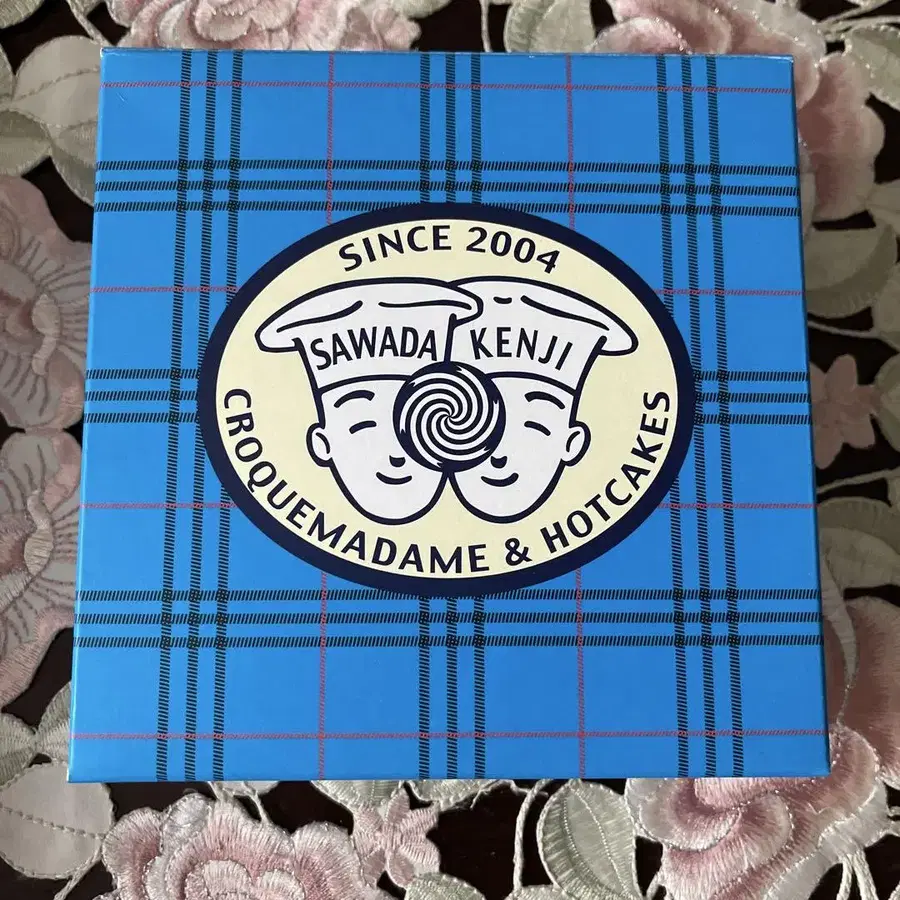 SINCE 2004
SAWADA KENJI
CROQUEMADAME & HOTCAKES